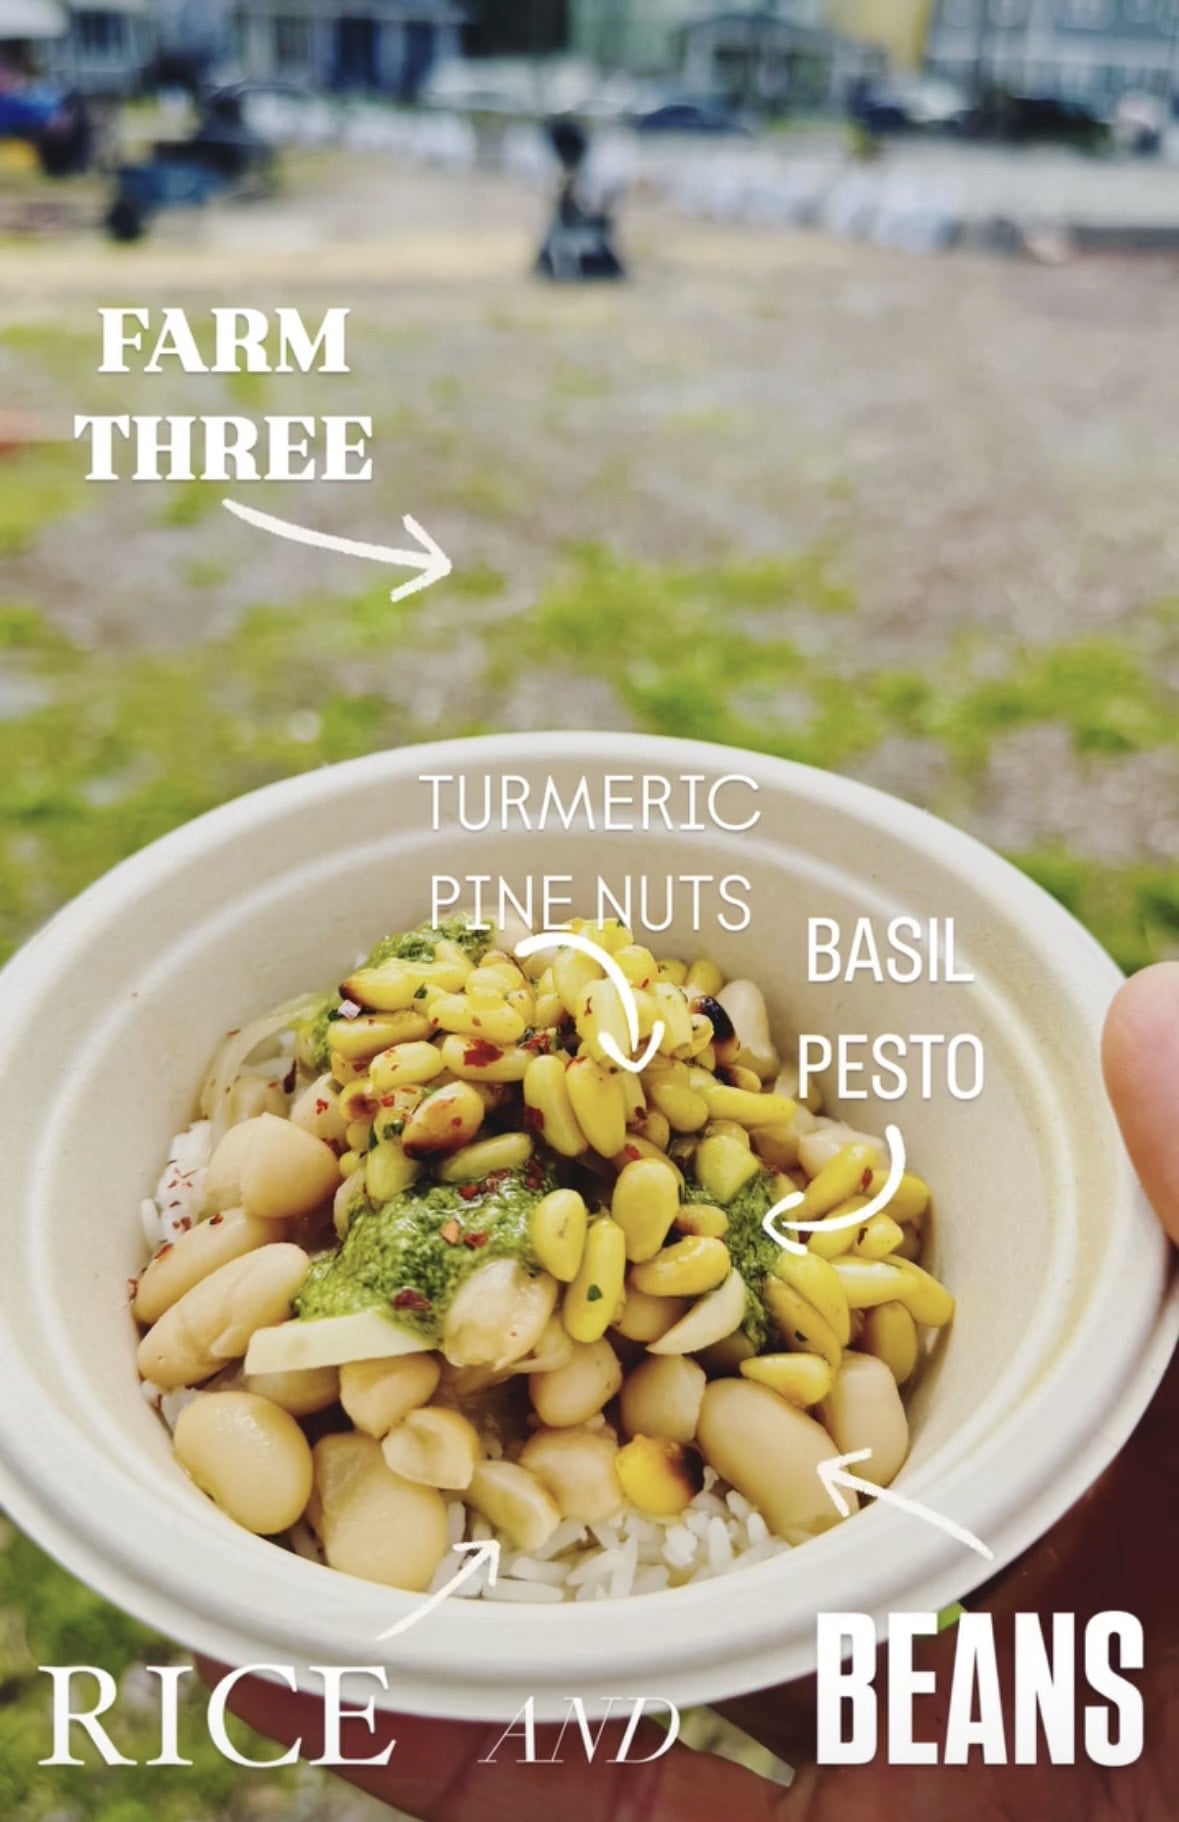 FARM
THREE
TURMERIC
PINE NUTS
BASIL
PESTO
RICE AND BEANS